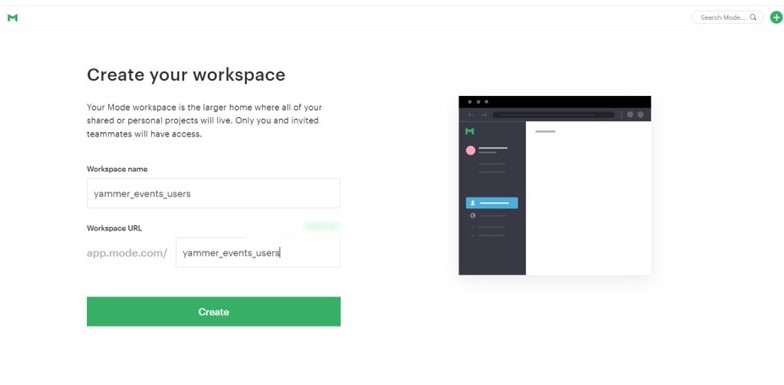 Search Mode...
Create your workspace
Your Mode workspace is the larger home where all of your
shared or personal projects will live. Only you and invited
teammates will have access.
Workspace name
yammer_events_users
Workspace URL
app.mode.com/
yammer_events_users
Create